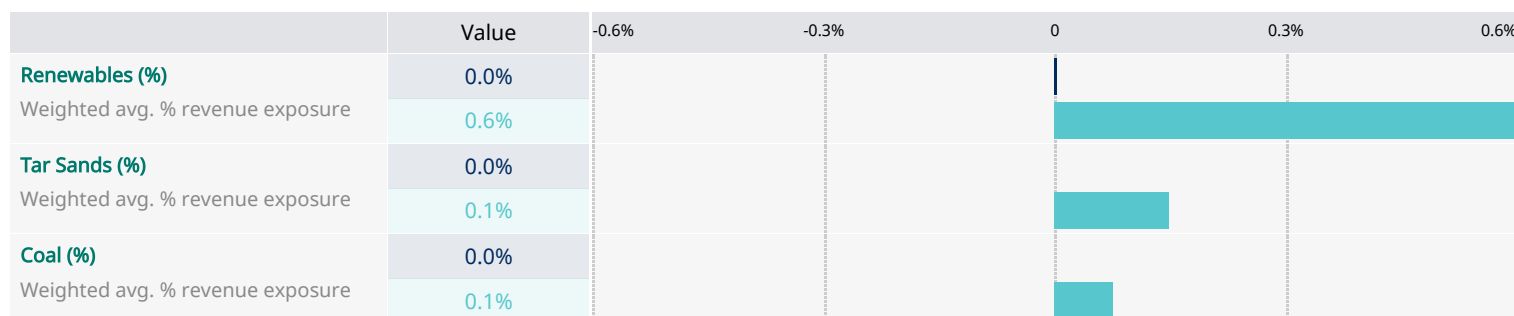 Value -0.6% -0.3% 0 0.3% 0.6%
Renewables (%) 0.0%
Weighted avg. % revenue exposure 0.6%
Tar Sands (%) 0.0%
Weighted avg. % revenue exposure 0.1%
Coal (%) 0.0%
Weighted avg. % revenue exposure 0.1%